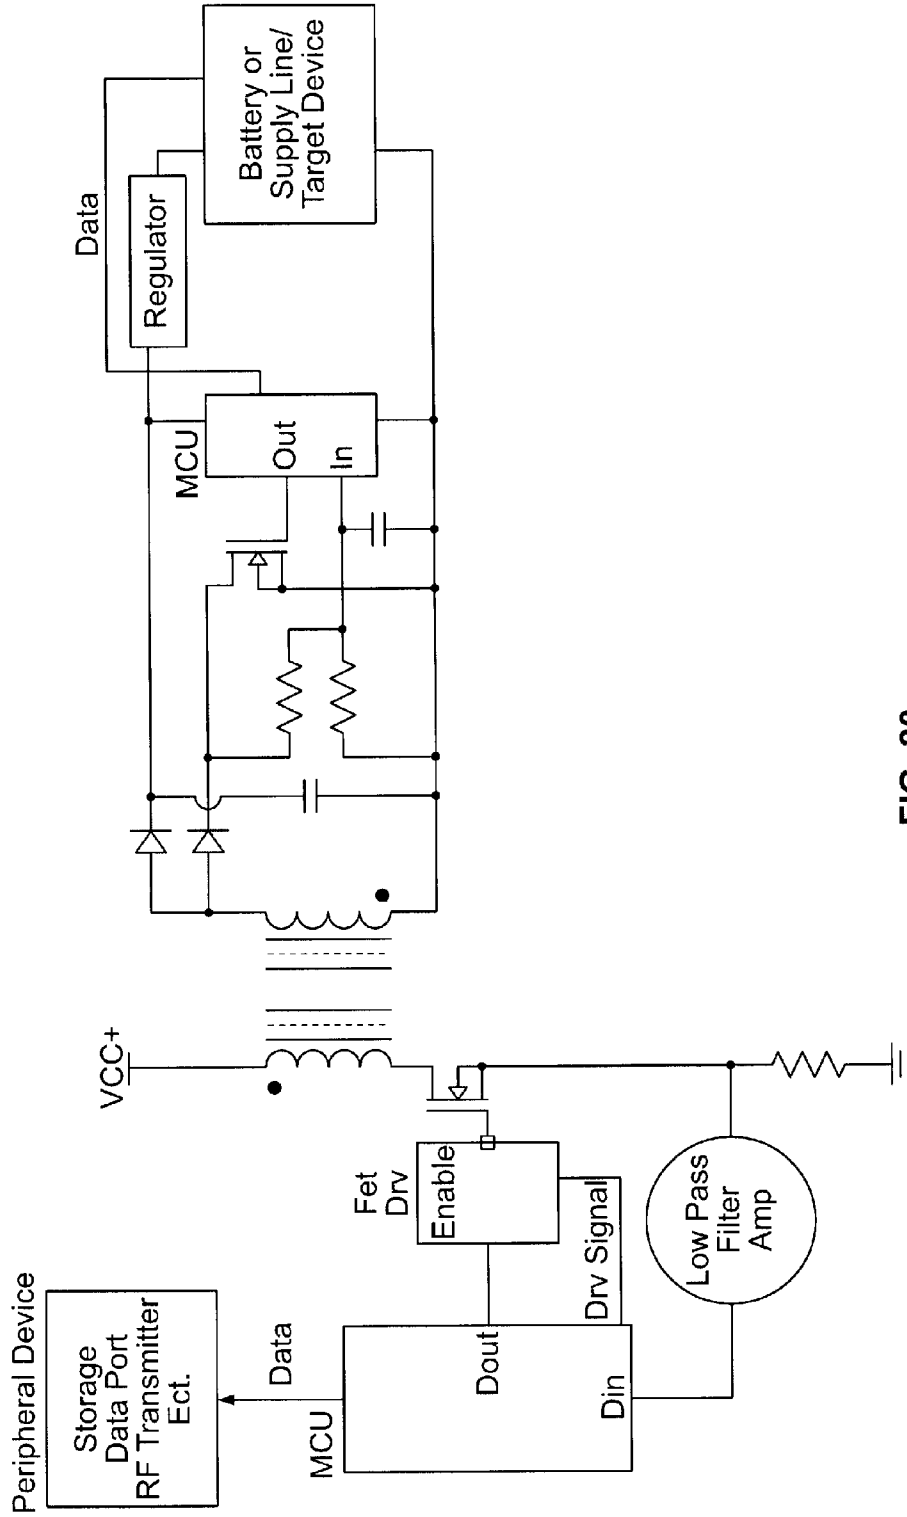 Peripheral Device
Storage
Data Port
RF Transmitter
Ect.
Data
MCU
Dout
Din
Drv Signal
Fet
Drv
Enable
Low Pass
Filter
Amp
VCC+
MCU
Out
In
Data
Regulator
Battery or
Supply Line/
Target Device
FIG.